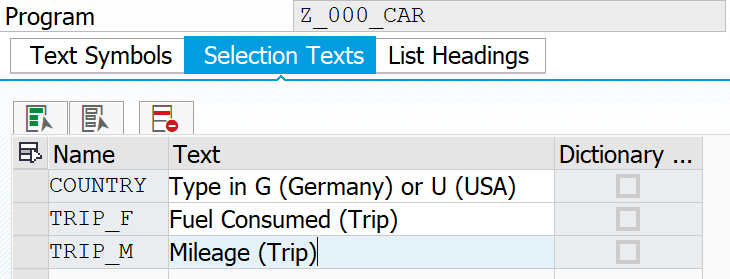 Program Z_000_CAR
Text Symbols Selection Texts List Headings
Name Text Dictionary ...
COUNTRY Type in G (Germany) or U (USA)
TRIP_F Fuel Consumed (Trip)
TRIP_M Mileage (Trip)